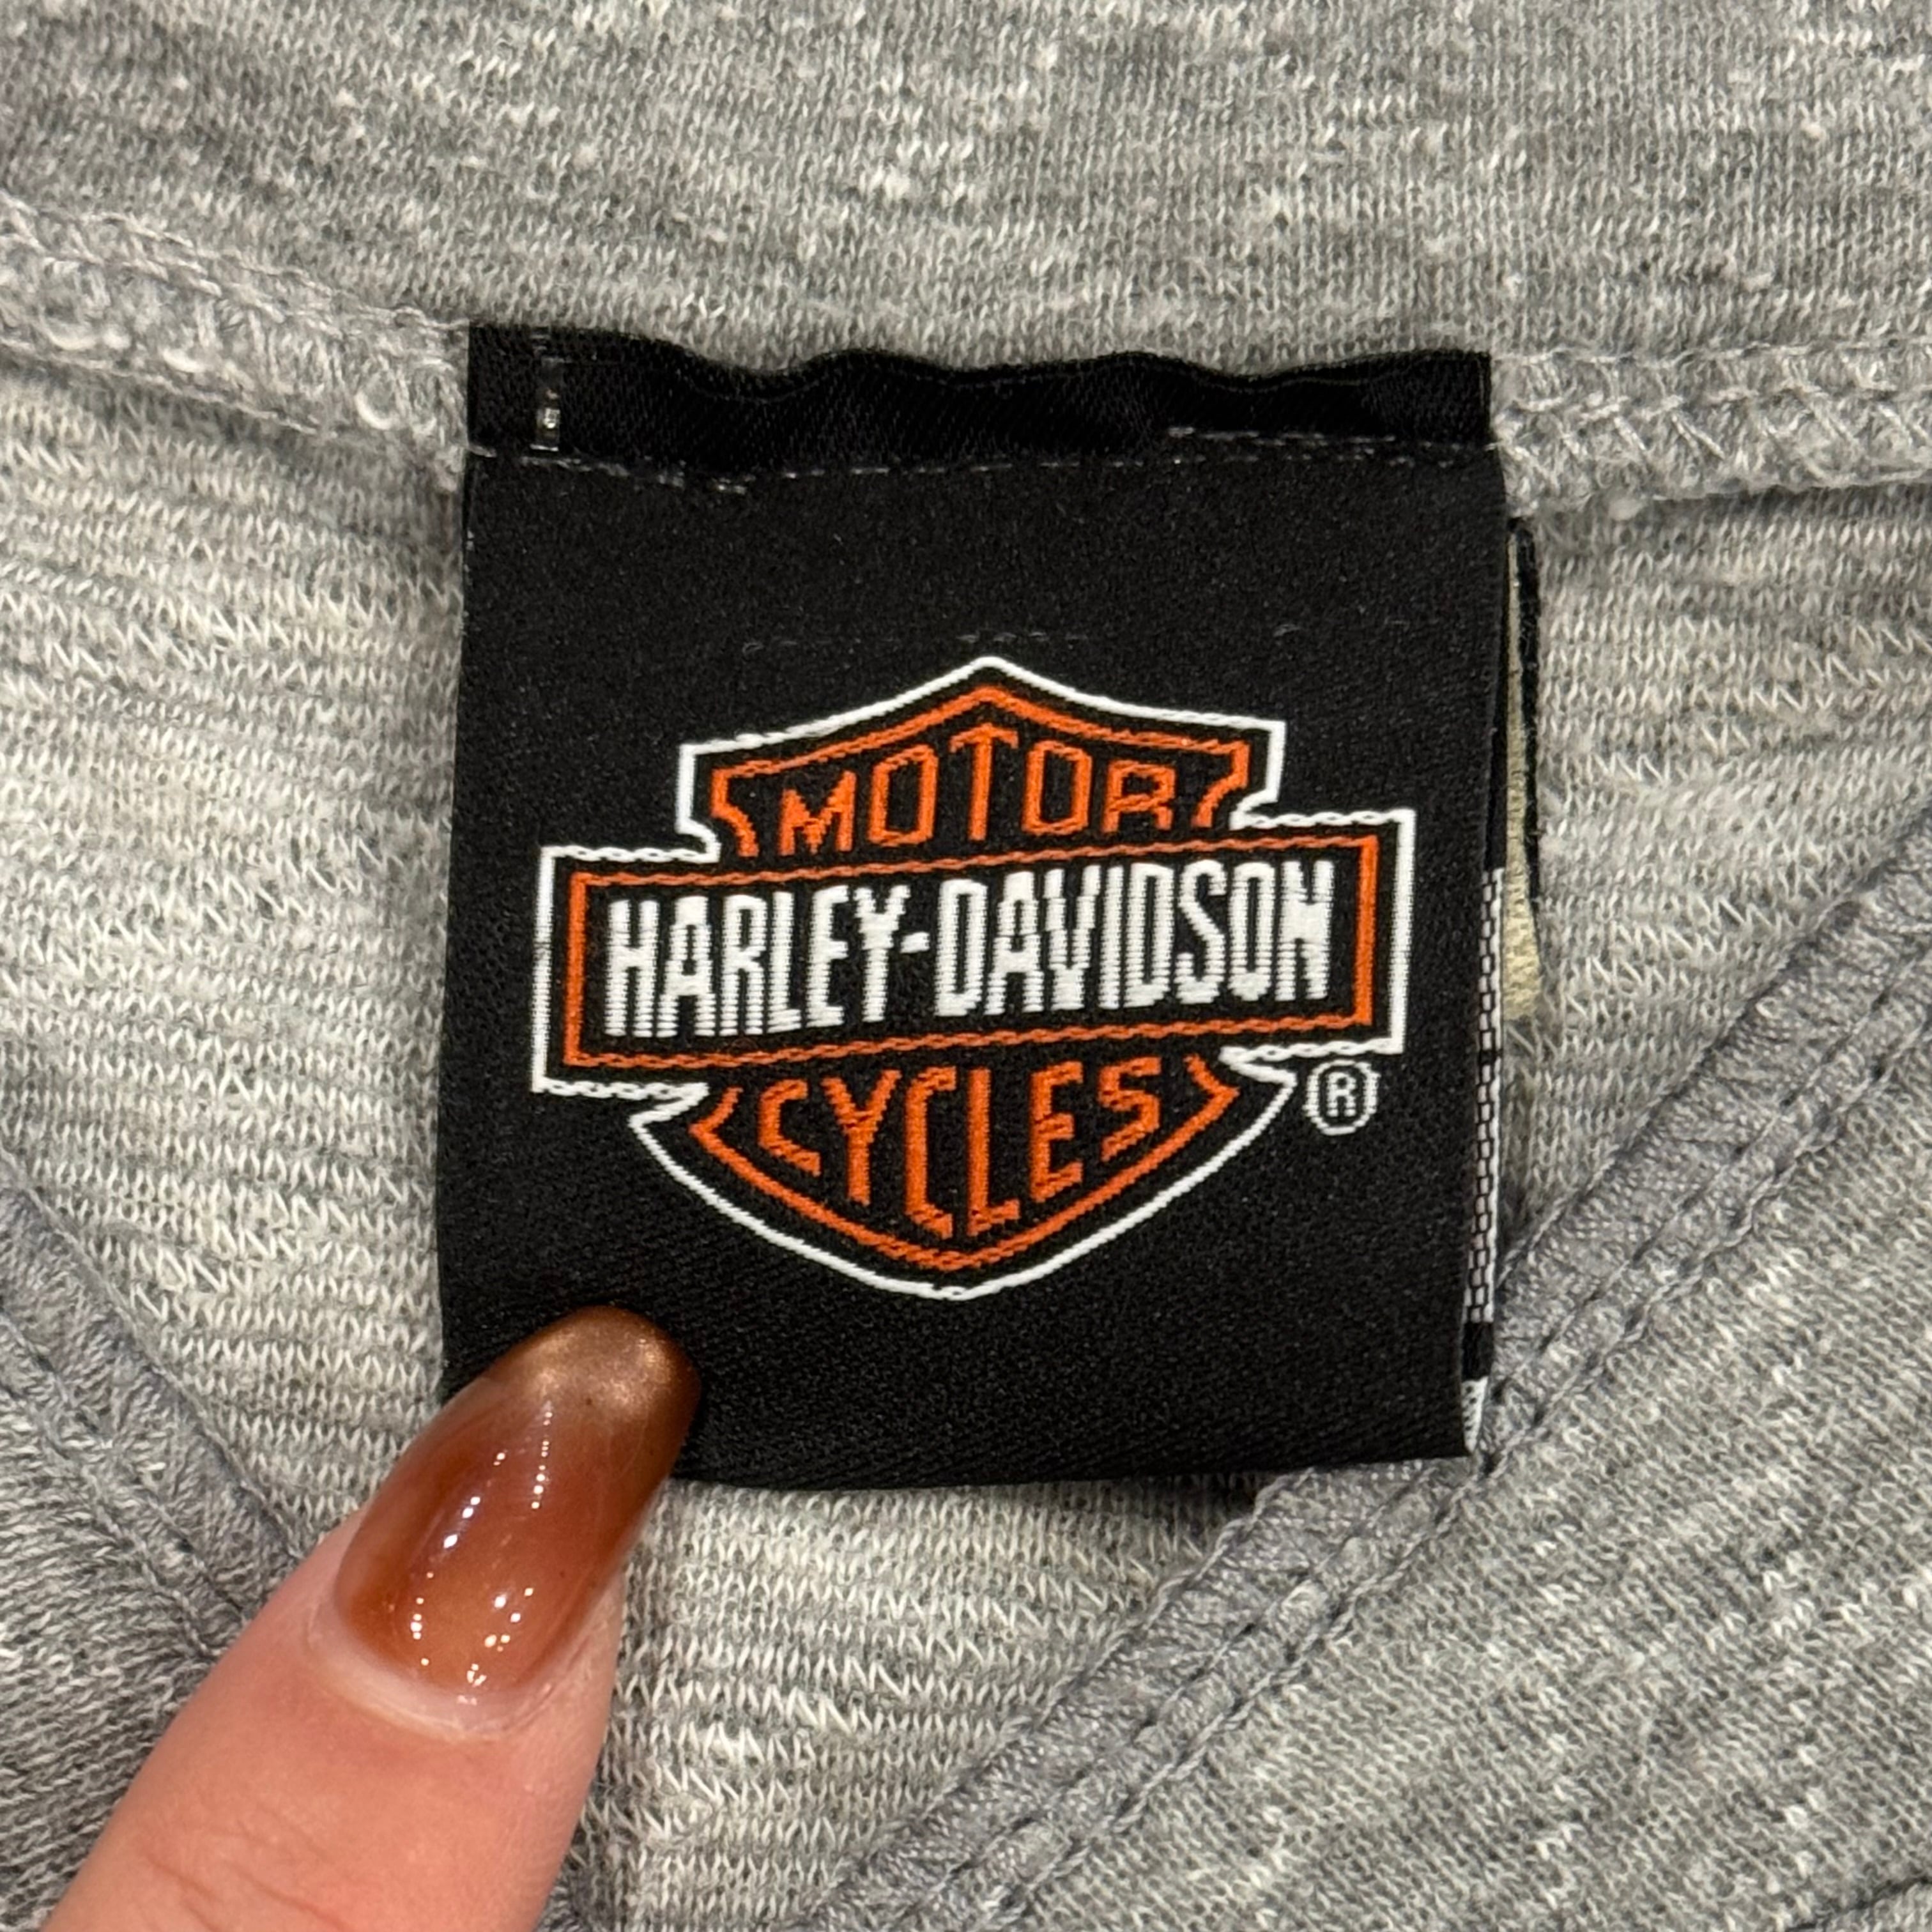 MOTOR
HARLEY-DAVIDSON
CYCLES
®